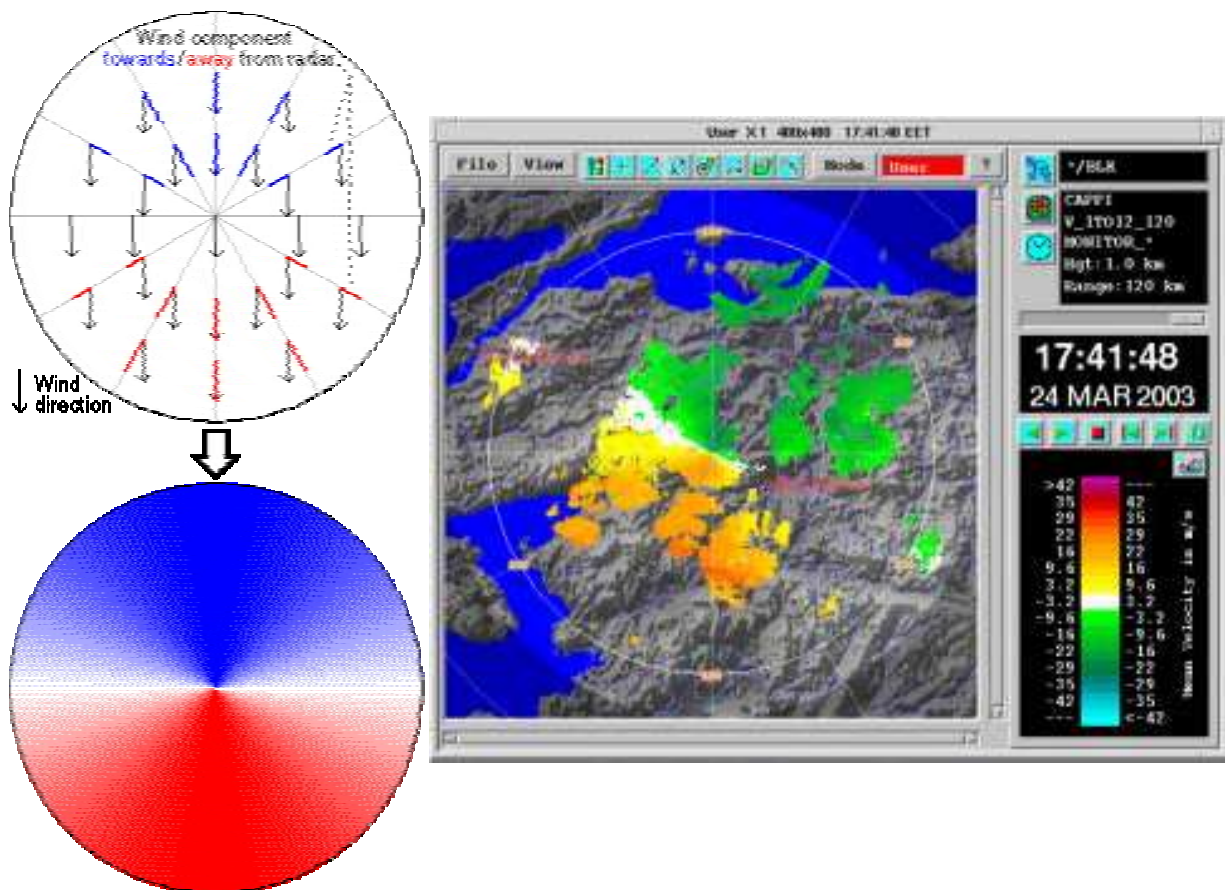 Wind component
towards/away from radar
Wind
direction
User X1 400x400 17:41:48 EET
File View Mode User ?
*/BLK
CAPPI
V_ITO12_120
MONITOR_*
Hgt: 1.0 km
Range: 120 km
17:41:48
24 MAR 2003
>42 ---
35 42
29 35
22 29
16 22
9.6 16
3.2 9.6
-3.2 3.2
-9.6 -3.2
-16 -9.6
-22 -16
-29 -22
-35 -29
-42 -35
--- <-42
Mean Velocity in m/s